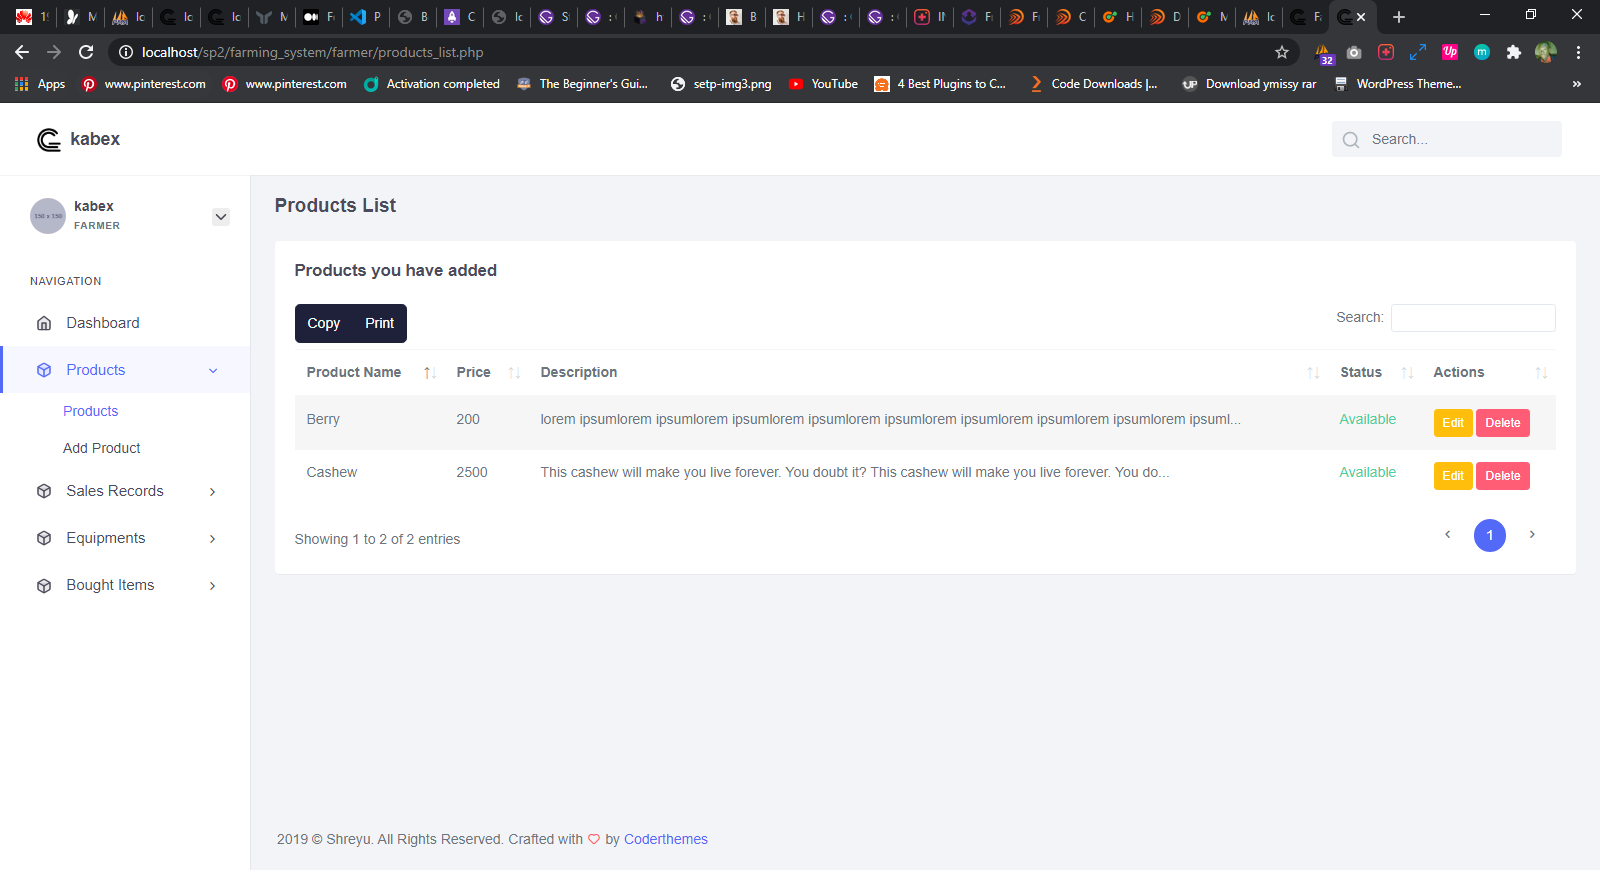 localhost/sp2/farming_system/farmer/products_list.php
32
Up
m
Apps
www.pinterest.com
www.pinterest.com
Activation completed
The Beginner's Gui...
setp-img3.png
YouTube
4 Best Plugins to C...
Code Downloads |...
UP
Download ymissy rar
WordPress Theme...
kabex
Search...
150 x 150
kabex
FARMER
NAVIGATION
Dashboard
Products
Products
Add Product
Sales Records
Equipments
Bought Items
Products List
Products you have added
Copy Print
Search:
Product Name Price Description Status Actions
Berry 200 lorem ipsumlorem ipsumlorem ipsumlorem ipsumlorem ipsumlorem ipsumlorem ipsumlorem ipsumlorem ipsuml... Available Edit Delete
Cashew 2500 This cashew will make you live forever. You doubt it? This cashew will make you live forever. You do... Available Edit Delete
Showing 1 to 2 of 2 entries
1
2019 © Shreyu. All Rights Reserved. Crafted with by Coderthemes